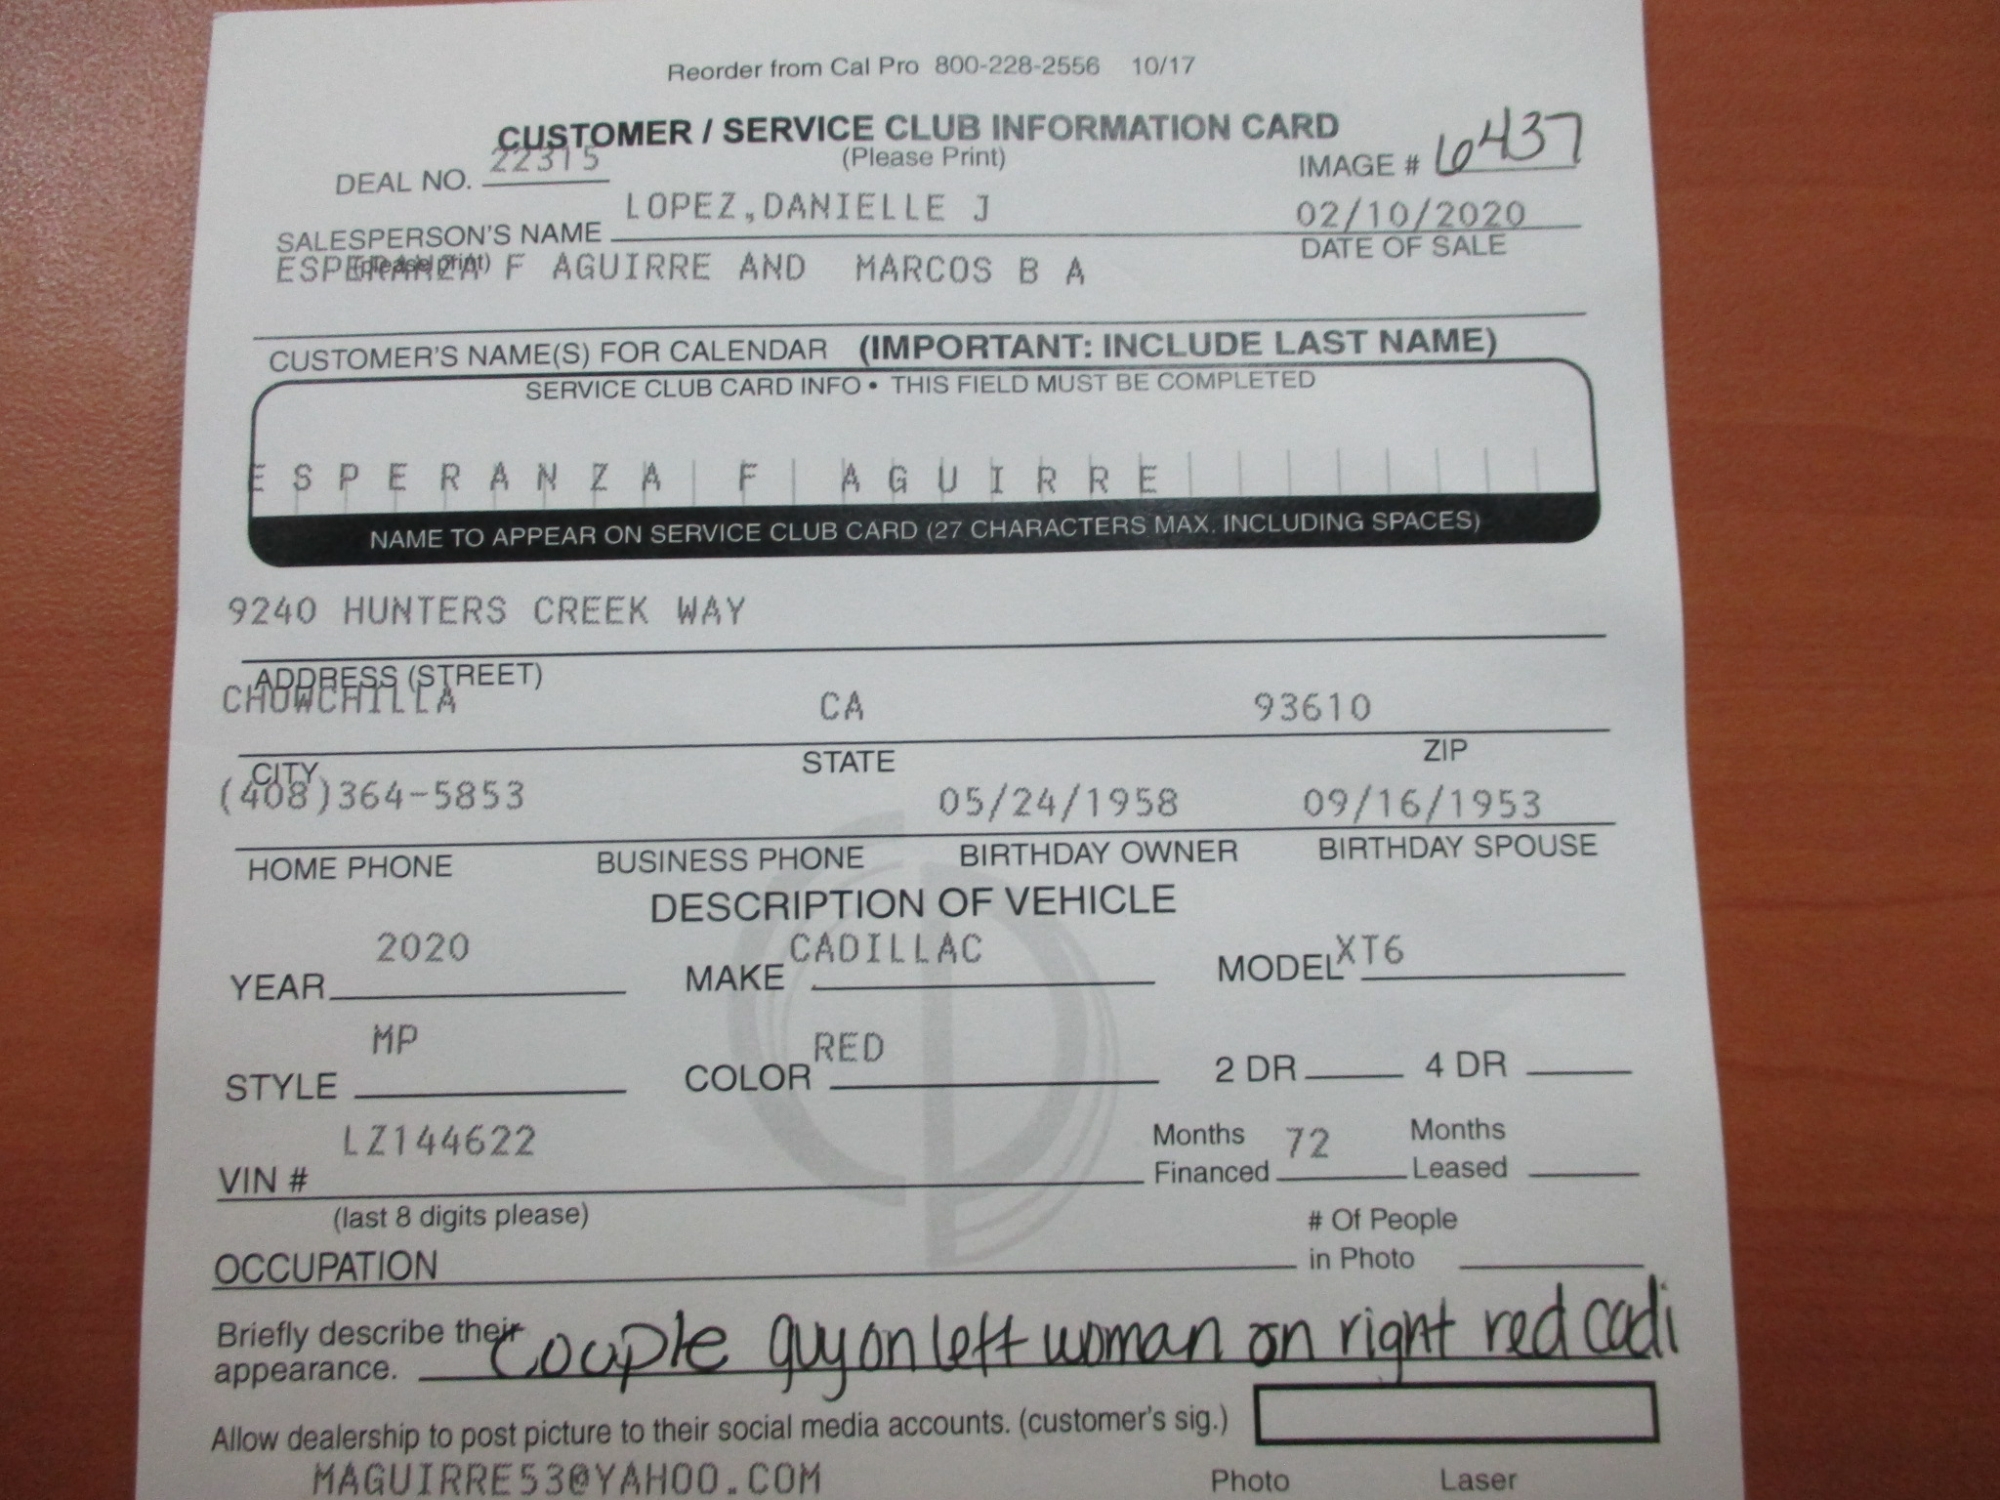 Reorder from Cal Pro 800-228-2556 10/17
CUSTOMER / SERVICE CLUB INFORMATION CARD
(Please Print)
DEAL NO. 22315
IMAGE # 6437
SALESPERSON'S NAME LOPEZ,DANIELLE J
(please print)
02/10/2020
DATE OF SALE
ESPERANZA F AGUIRRE AND MARCOS B A
CUSTOMER'S NAME(S) FOR CALENDAR (IMPORTANT: INCLUDE LAST NAME)
SERVICE CLUB CARD INFO • THIS FIELD MUST BE COMPLETED
ESPERANZA F AGUIRRE
NAME TO APPEAR ON SERVICE CLUB CARD (27 CHARACTERS MAX. INCLUDING SPACES)
9240 HUNTERS CREEK WAY
ADDRESS (STREET)
CHOWCHILLA CA 93610
CITY STATE ZIP
(408)364-5853 05/24/1958 09/16/1953
HOME PHONE BUSINESS PHONE BIRTHDAY OWNER BIRTHDAY SPOUSE
DESCRIPTION OF VEHICLE
YEAR 2020 MAKE CADILLAC MODEL XT6
STYLE MP COLOR RED 2 DR 4 DR
VIN # LZ144622 Months Financed 72 Months Leased
(last 8 digits please)
OCCUPATION # Of People in Photo
Briefly describe their appearance. Couple guy on left woman on right red cadi
Allow dealership to post picture to their social media accounts. (customer's sig.)
MAGUIRRE53@YAHOO.COM Photo Laser